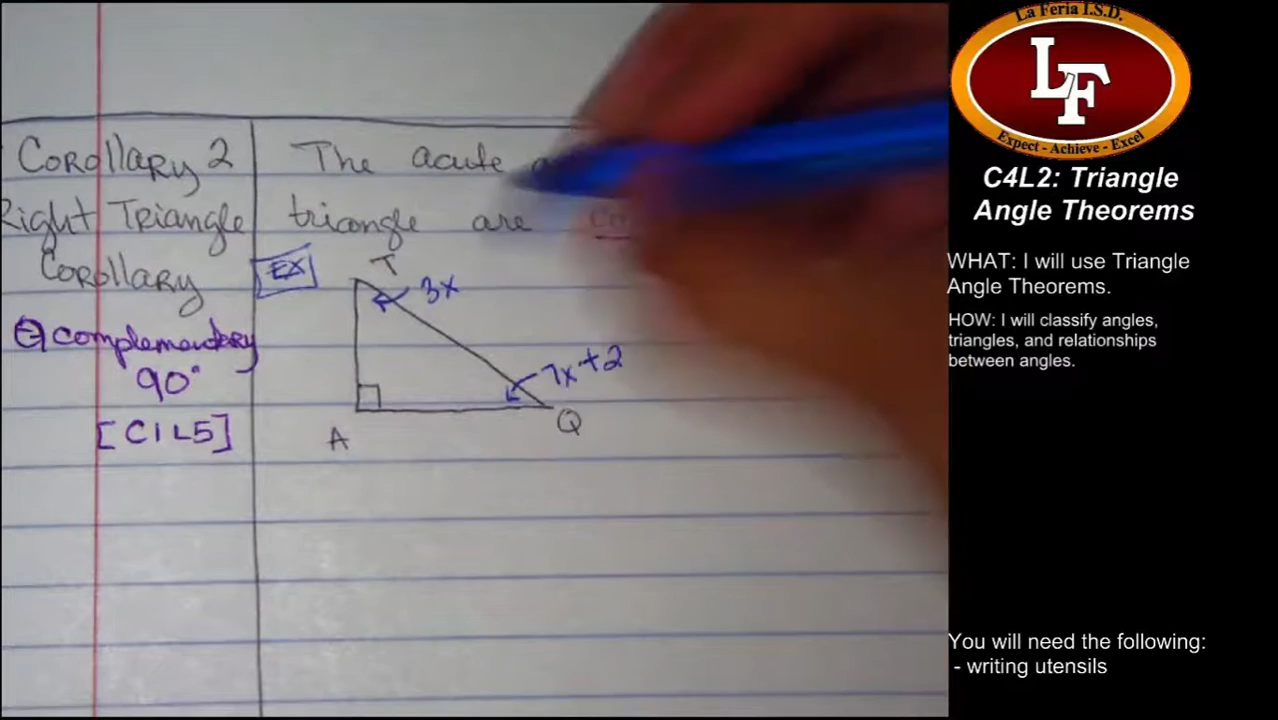 Corollary 2
Right Triangle
Corollary
complementary
90°
[C1L5]
The acute
triangle are
EX
T
3x
7x+2
A
Q
La Feria I.S.D.
LF
Expect - Achieve - Excel
C4L2: Triangle
Angle Theorems
WHAT: I will use Triangle
Angle Theorems.
HOW: I will classify angles,
triangles, and relationships
between angles.
You will need the following:
- writing utensils